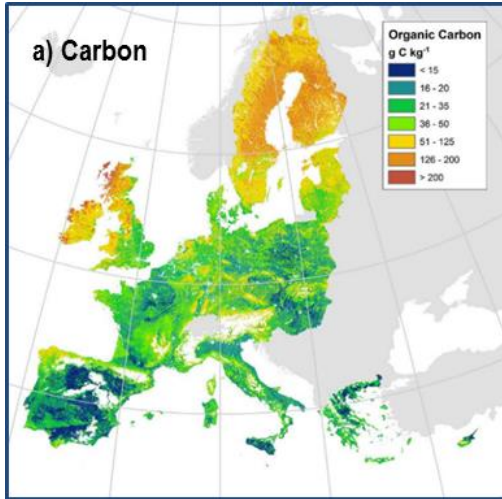 a) Carbon
Organic Carbon
g C kg⁻¹
< 15
16 - 20
21 - 35
36 - 50
51 - 125
126 - 200
> 200